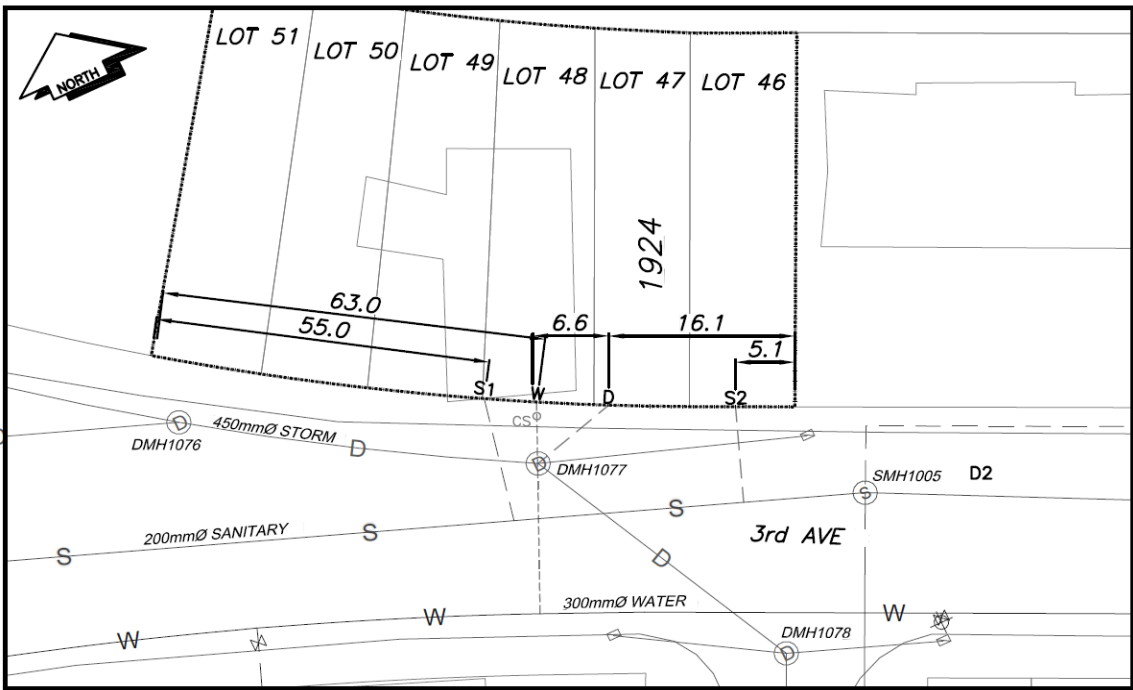 LOT 51
LOT 50
LOT 49
LOT 48
LOT 47
LOT 46
NORTH
1924
63.0
55.0
6.6
16.1
5.1
S1
W
D
S2
CS
D
DMH1076
450mmØ STORM
D
D
DMH1077
S
SMH1005
D2
S
S
S
200mmØ SANITARY
3rd AVE
D
300mmØ WATER
W
W
W
DMH1078
D